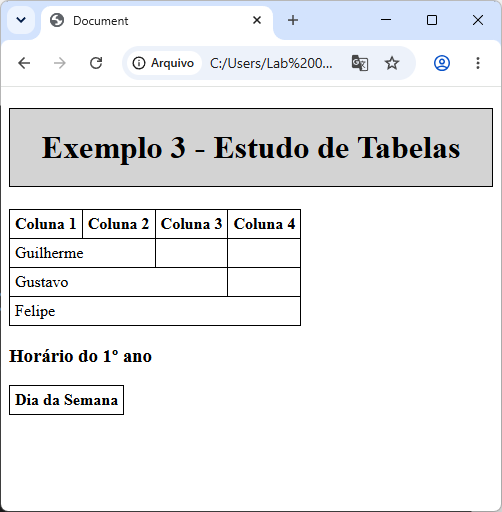 Document
Arquivo C:/Users/Lab%200...
Exemplo 3 - Estudo de Tabelas
Coluna 1 Coluna 2 Coluna 3 Coluna 4
Guilherme
Gustavo
Felipe
Horário do 1º ano
Dia da Semana